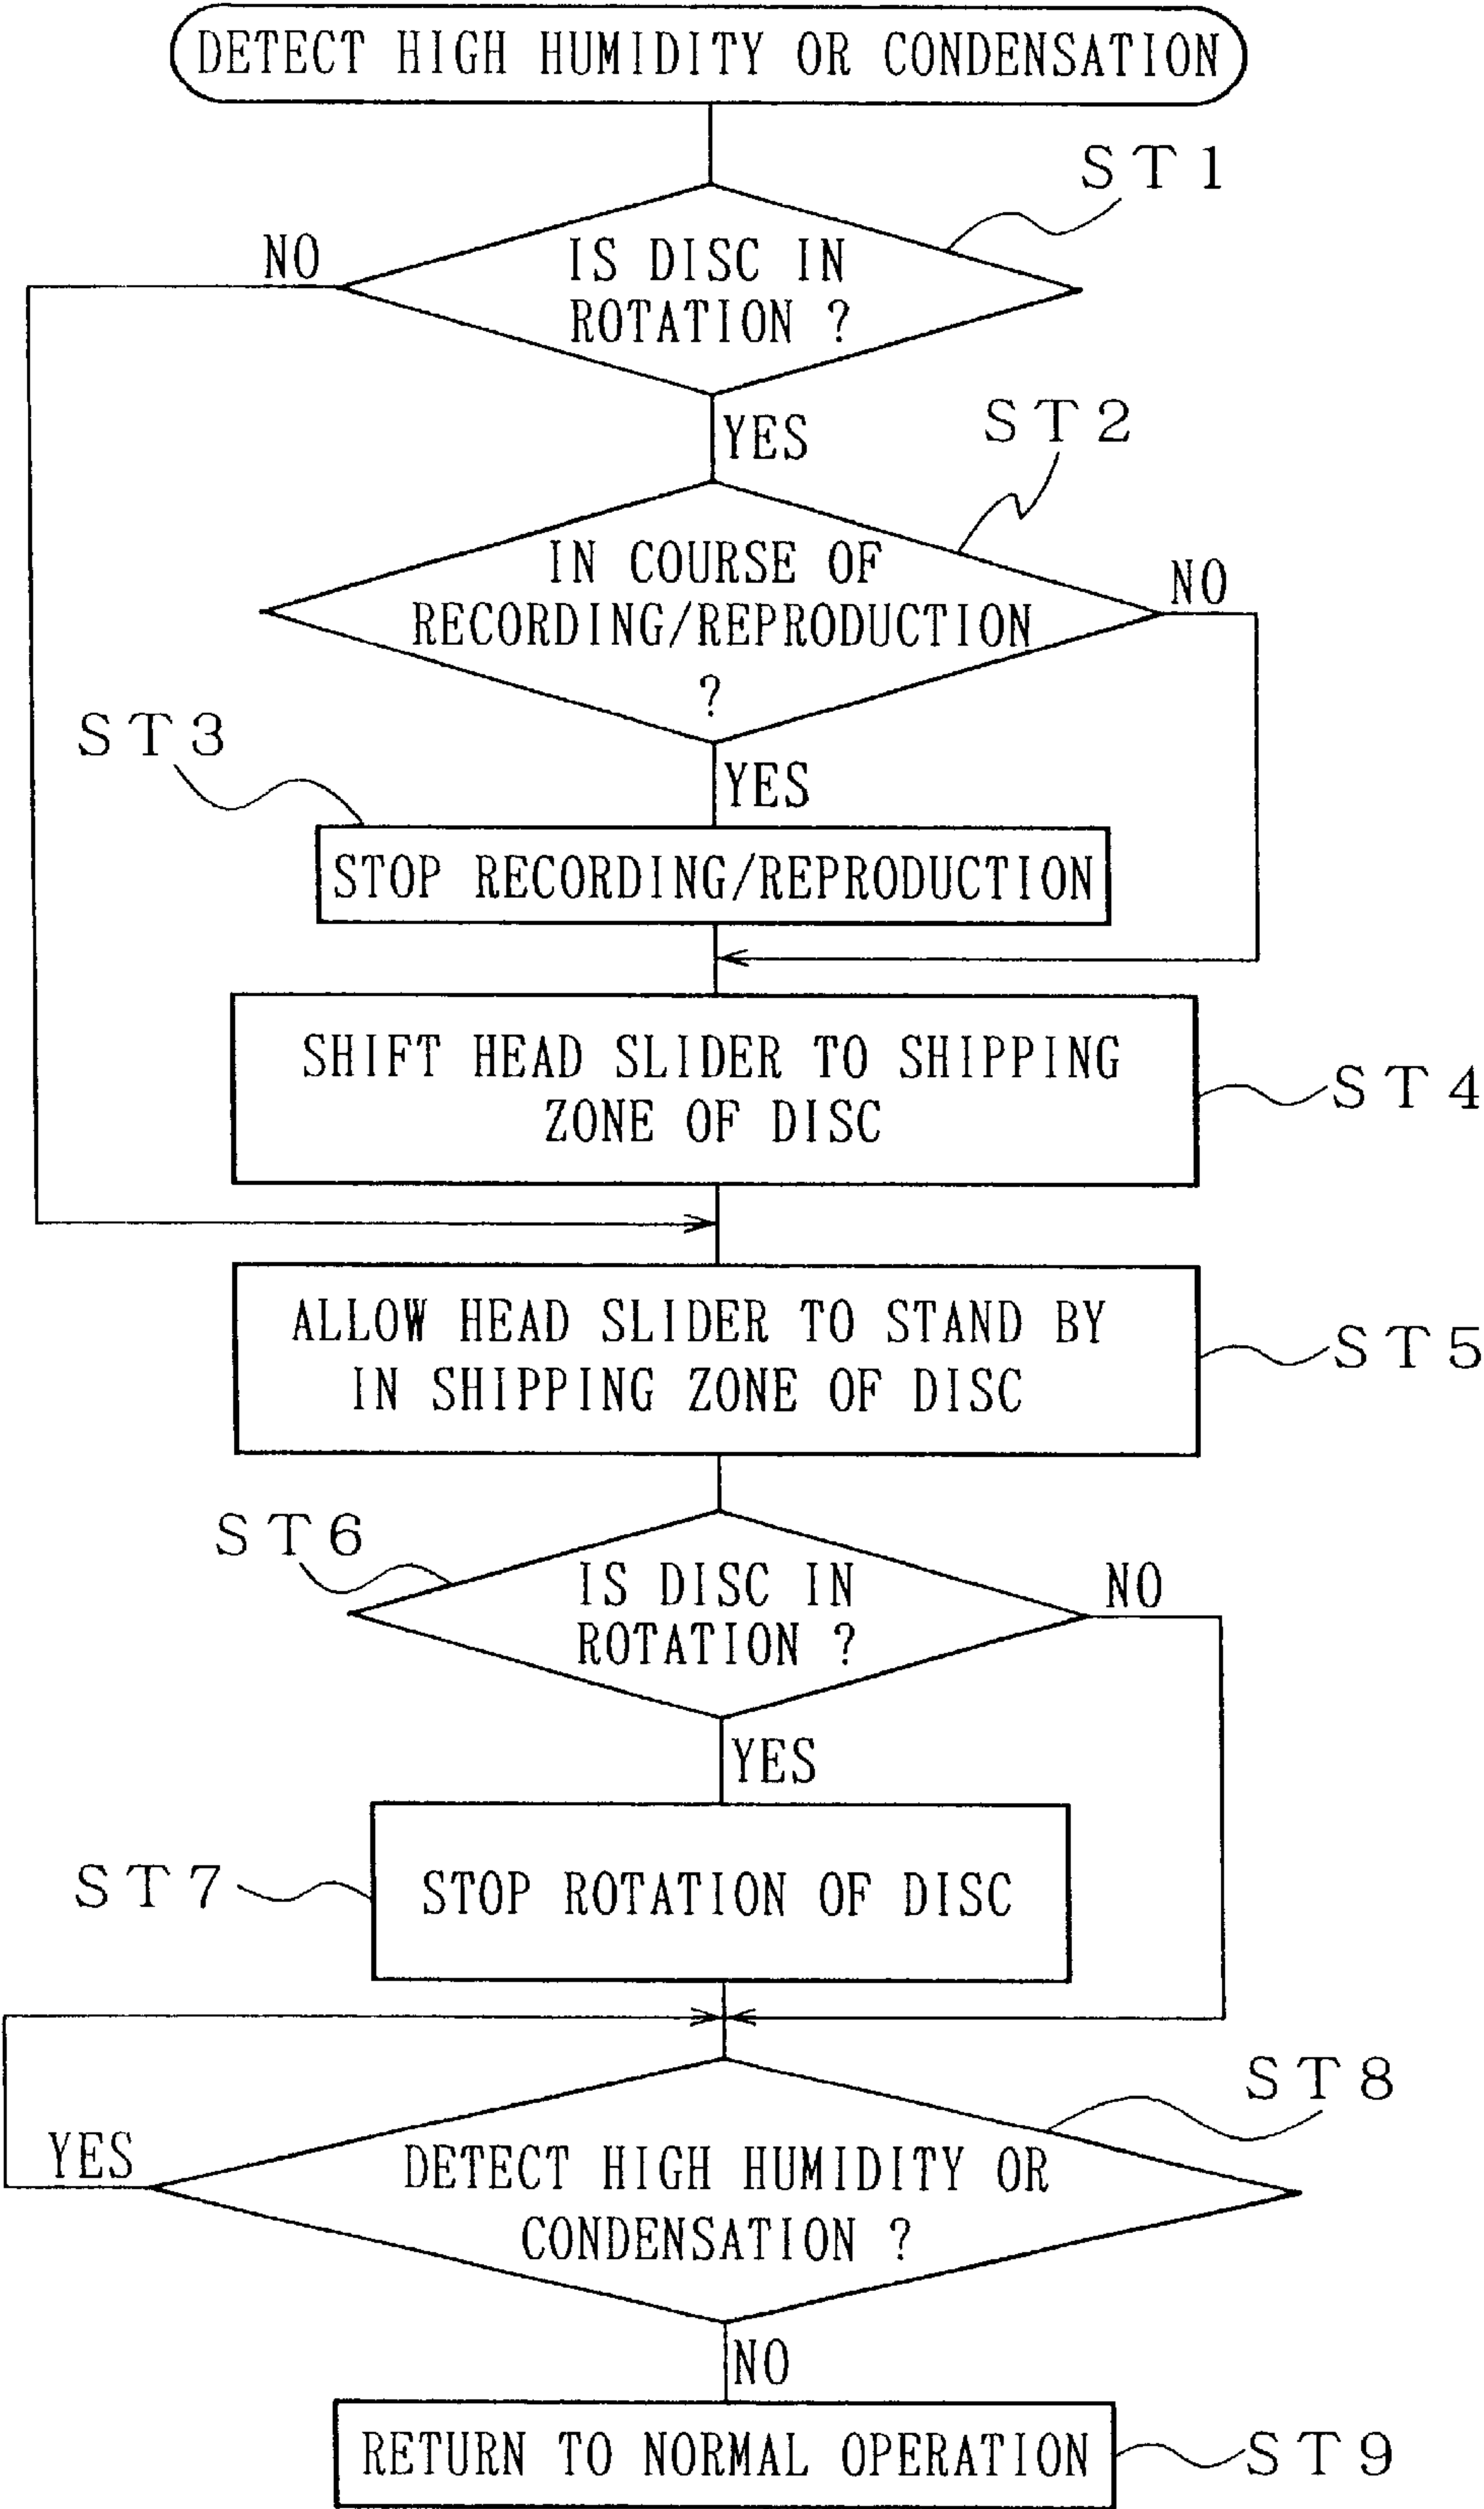 DETECT HIGH HUMIDITY OR CONDENSATION
ST1
NO
IS DISC IN
ROTATION ?
YES
ST2
IN COURSE OF
RECORDING/REPRODUCTION
?
NO
ST3
YES
STOP RECORDING/REPRODUCTION
SHIFT HEAD SLIDER TO SHIPPING
ZONE OF DISC
ST4
ALLOW HEAD SLIDER TO STAND BY
IN SHIPPING ZONE OF DISC
ST5
ST6
IS DISC IN
ROTATION ?
NO
YES
ST7
STOP ROTATION OF DISC
ST8
YES
DETECT HIGH HUMIDITY OR
CONDENSATION ?
NO
RETURN TO NORMAL OPERATION
ST9